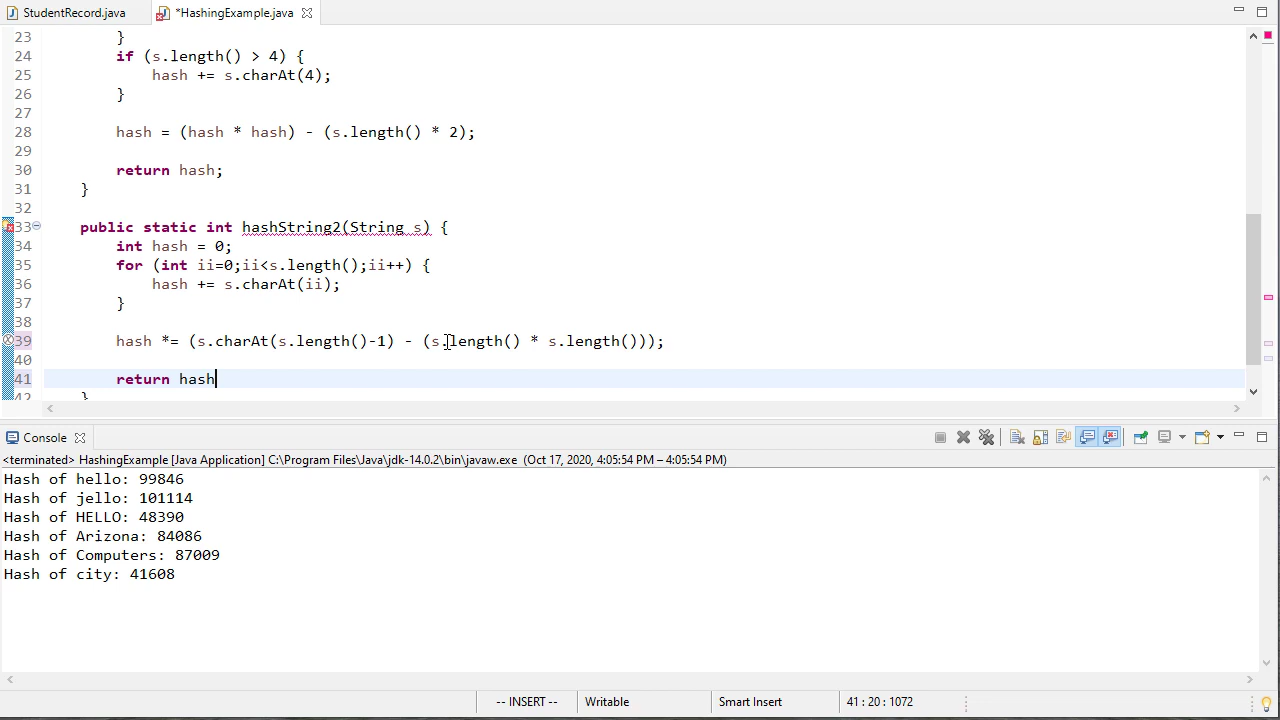 StudentRecord.java *HashingExample.java
23 }
24 if (s.length() > 4) {
25 hash += s.charAt(4);
26 }
27
28 hash = (hash * hash) - (s.length() * 2);
29
30 return hash;
31 }
32
33 public static int hashString2(String s) {
34 int hash = 0;
35 for (int ii=0;ii<s.length();ii++) {
36 hash += s.charAt(ii);
37 }
38
39 hash *= (s.charAt(s.length()-1) - (s.length() * s.length()));
40
41 return hash
42 }
Console
<terminated> HashingExample [Java Application] C:\Program Files\Java\jdk-14.0.2\bin\javaw.exe (Oct 17, 2020, 4:05:54 PM – 4:05:54 PM)
Hash of hello: 99846
Hash of jello: 101114
Hash of HELLO: 48390
Hash of Arizona: 84086
Hash of Computers: 87009
Hash of city: 41608
-- INSERT -- Writable Smart Insert 41 : 20 : 1072